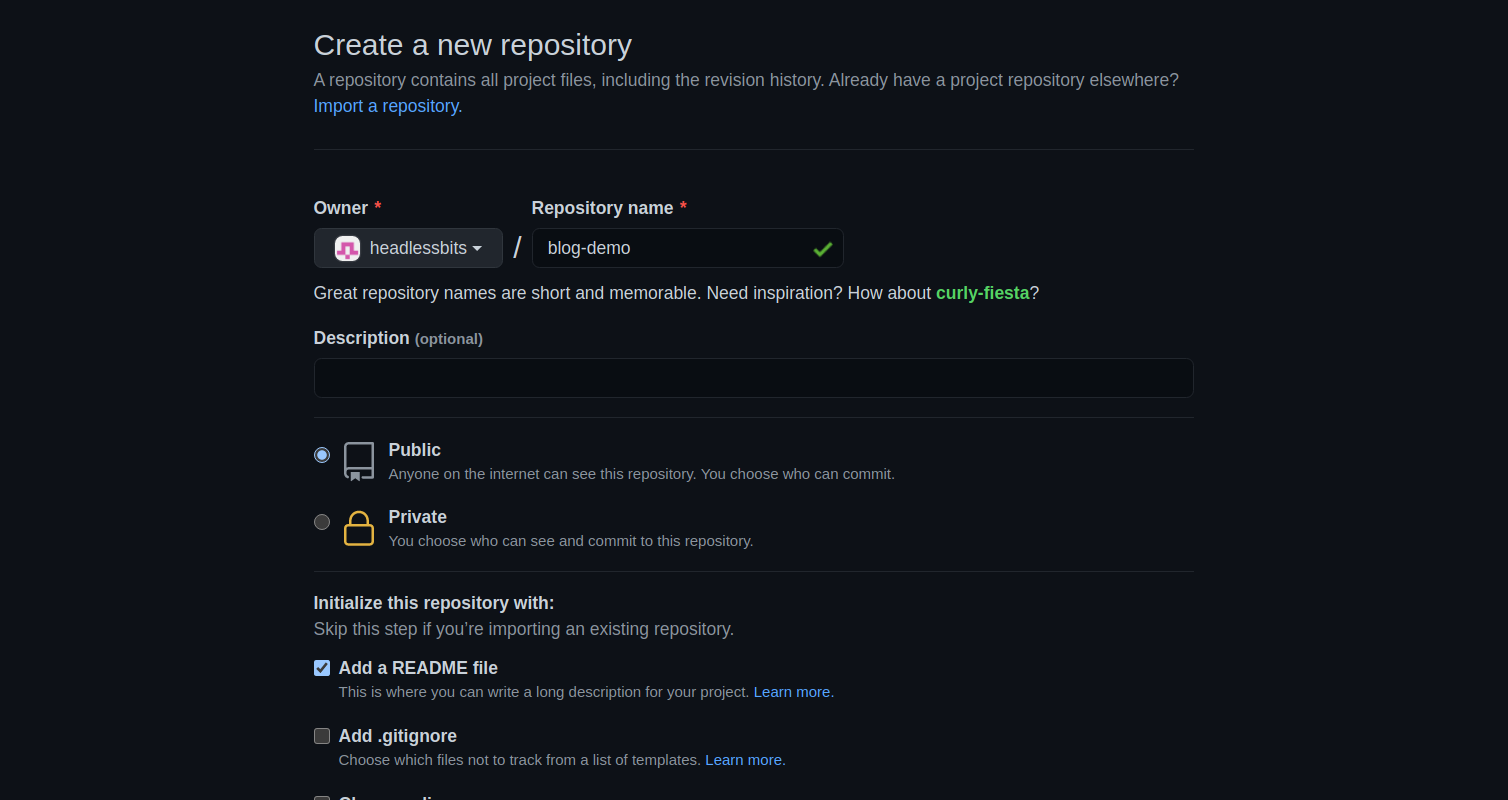 Create a new repository
A repository contains all project files, including the revision history. Already have a project repository elsewhere?
Import a repository.
Owner * Repository name *
headlessbits / blog-demo
Great repository names are short and memorable. Need inspiration? How about curly-fiesta?
Description (optional)
Public
Anyone on the internet can see this repository. You choose who can commit.
Private
You choose who can see and commit to this repository.
Initialize this repository with:
Skip this step if you’re importing an existing repository.
Add a README file
This is where you can write a long description for your project. Learn more.
Add .gitignore
Choose which files not to track from a list of templates. Learn more.